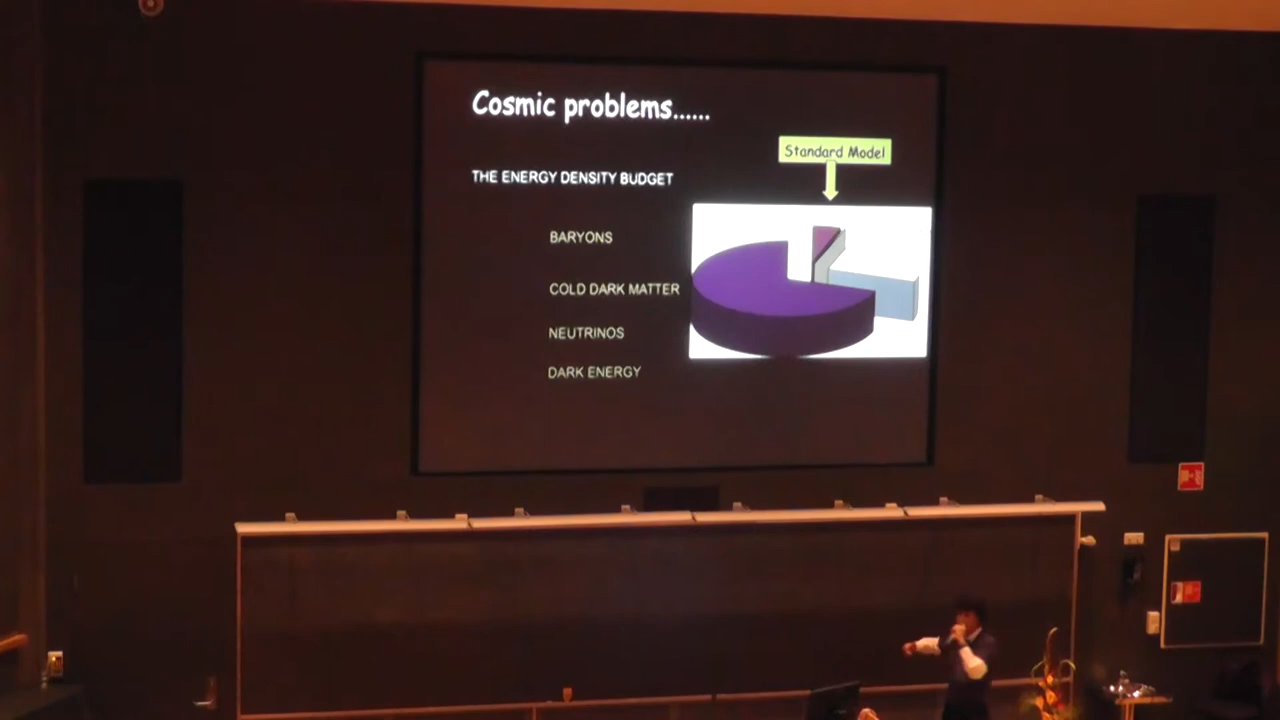 Cosmic problems......
Standard Model
THE ENERGY DENSITY BUDGET
BARYONS
COLD DARK MATTER
NEUTRINOS
DARK ENERGY